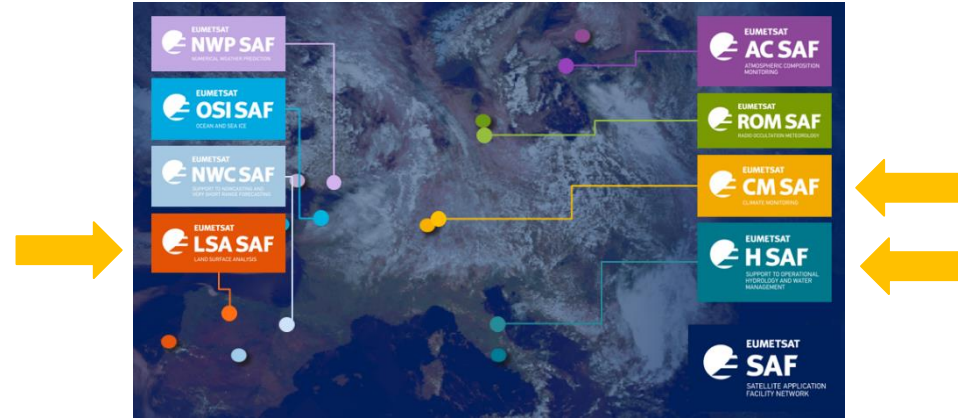 EUMETSAT
NWP SAF
NUMERICAL WEATHER PREDICTION
EUMETSAT
OSI SAF
OCEAN AND SEA ICE
EUMETSAT
NWC SAF
SUPPORT TO NOWCASTING AND
VERY SHORT RANGE FORECASTING
EUMETSAT
LSA SAF
LAND SURFACE ANALYSIS
EUMETSAT
AC SAF
ATMOSPHERIC COMPOSITION
MONITORING
EUMETSAT
ROM SAF
RADIO OCCULTATION METEOROLOGY
EUMETSAT
CM SAF
CLIMATE MONITORING
EUMETSAT
H SAF
SUPPORT TO OPERATIONAL
HYDROLOGY AND WATER
MANAGEMENT
EUMETSAT
SAF
SATELLITE APPLICATION
FACILITY NETWORK